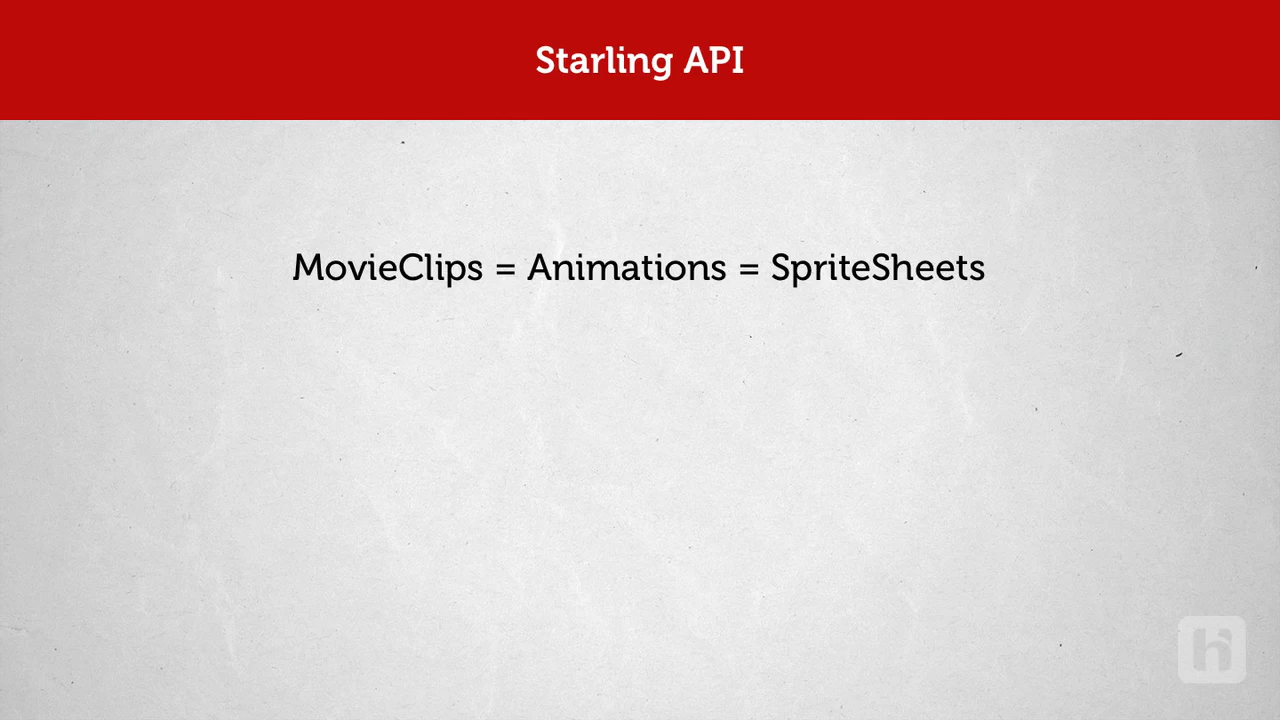 Starling API
MovieClips = Animations = SpriteSheets